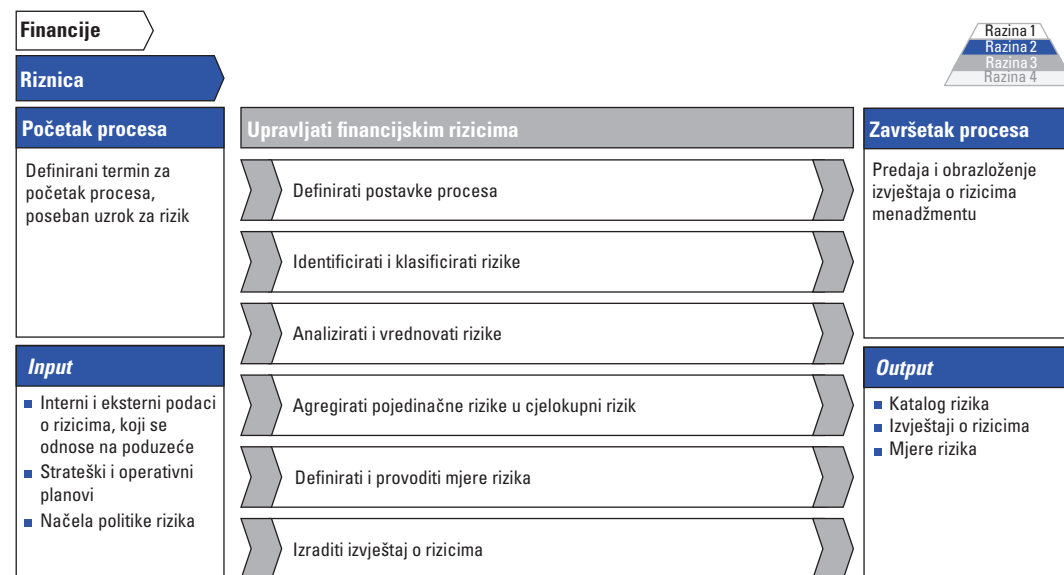 Financije
Razina 1
Razina 2
Razina 3
Razina 4
Riznica
Početak procesa
Definirani termin za
početak procesa,
poseban uzrok za rizik
Input
Interni i eksterni podaci
o rizicima, koji se
odnose na poduzeće
Strateški i operativni
planovi
Načela politike rizika
Upravljati financijskim rizicima
Definirati postavke procesa
Identificirati i klasificirati rizike
Analizirati i vrednovati rizike
Agregirati pojedinačne rizike u cjelokupni rizik
Definirati i provoditi mjere rizika
Izraditi izvještaj o rizicima
Završetak procesa
Predaja i obrazloženje
izvještaja o rizicima
menadžmentu
Output
Katalog rizika
Izvještaji o rizicima
Mjere rizika